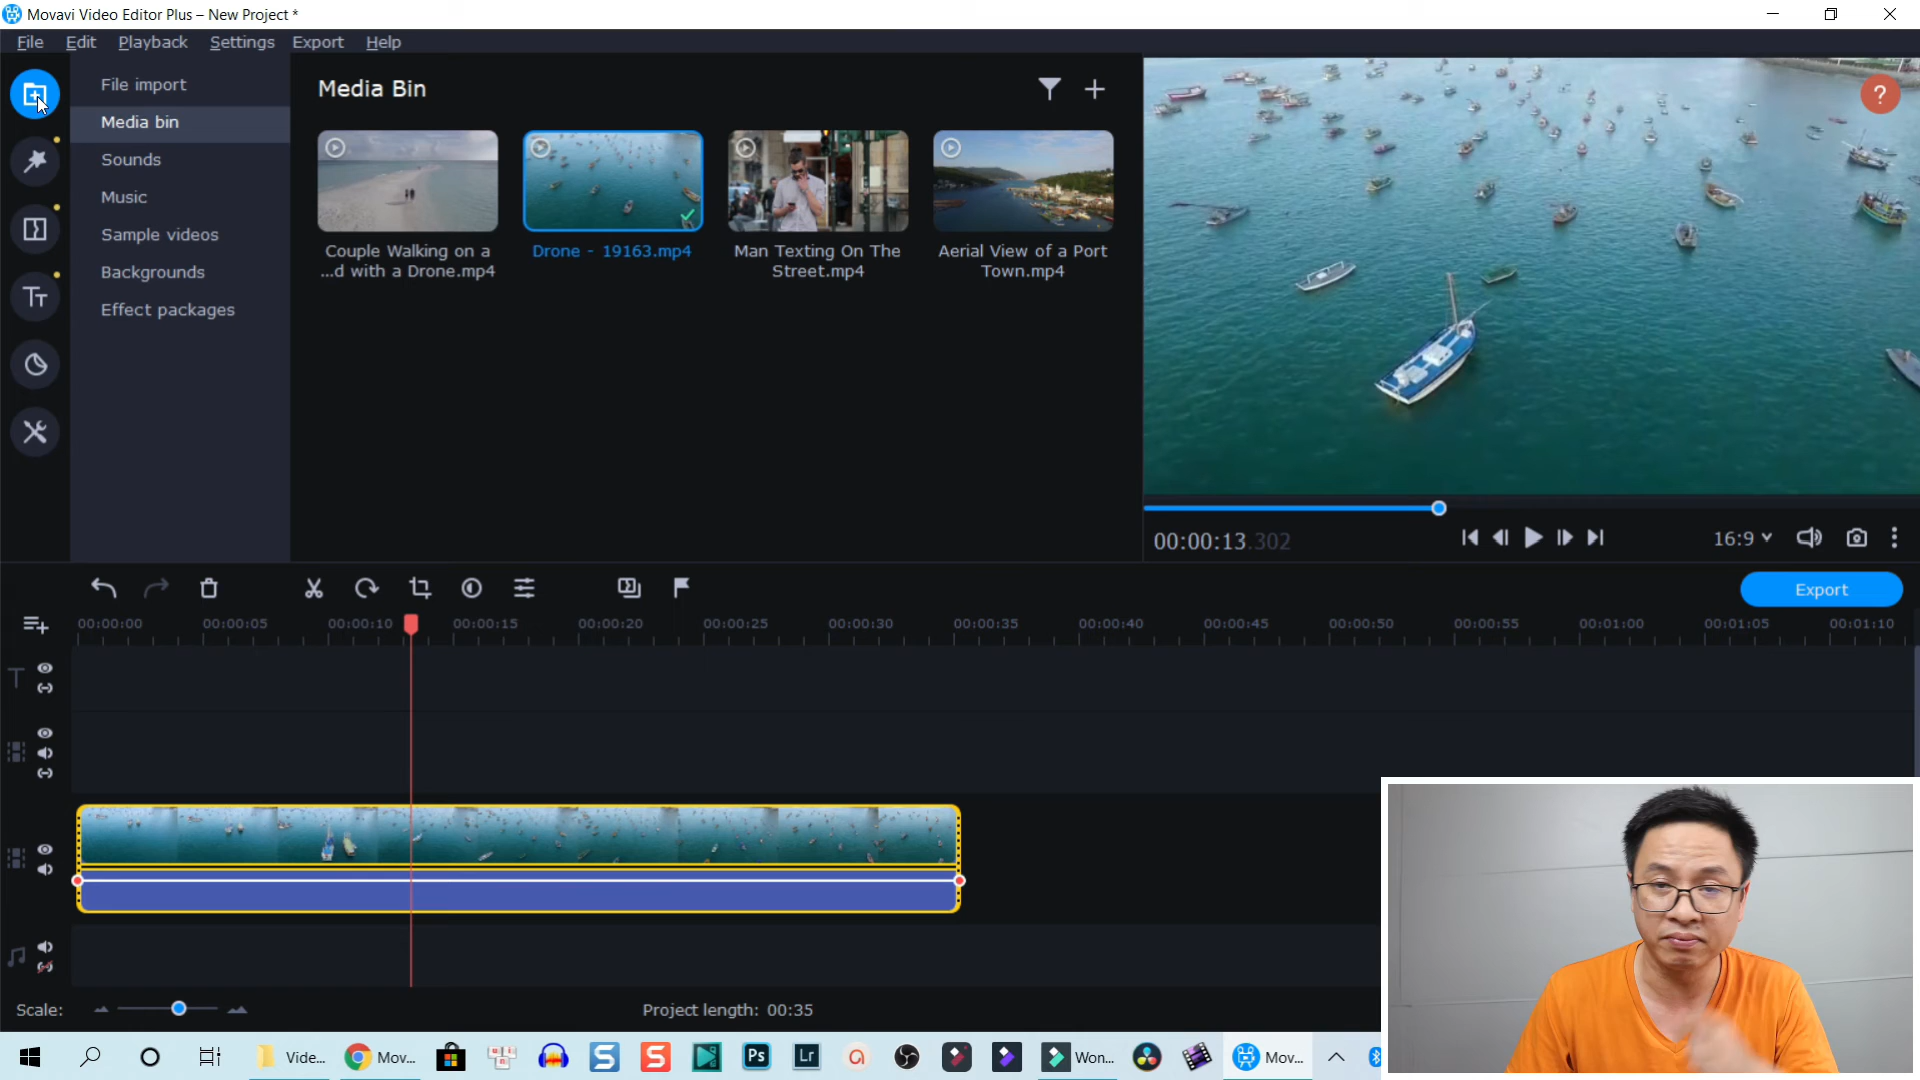 Movavi Video Editor Plus – New Project *
File Edit Playback Settings Export Help
File import
Media bin
Sounds
Music
Sample videos
Backgrounds
Effect packages
Media Bin
Couple Walking on a
...d with a Drone.mp4
Drone - 19163.mp4
Man Texting On The
Street.mp4
Aerial View of a Port
Town.mp4
?
00:00:13.302
16:9
Export
00:00:00 00:00:05 00:00:10 00:00:15 00:00:20 00:00:25 00:00:30 00:00:35 00:00:40 00:00:45 00:00:50 00:00:55 00:01:00 00:01:05 00:01:10
Scale:
Project length: 00:35
Vide... Mov... S S Ps Lr Won... Mov...